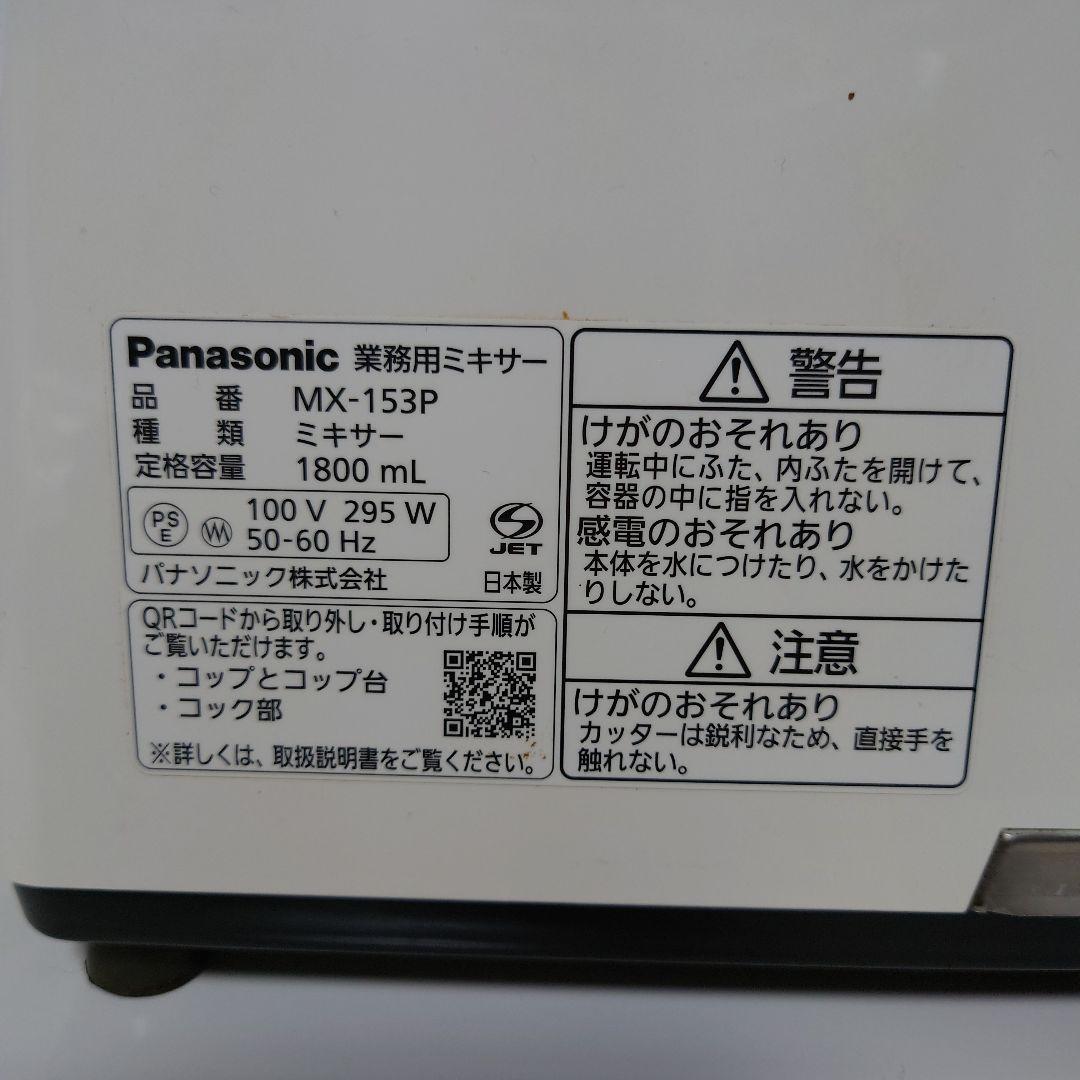 Panasonic 業務用ミキサー
品番 MX-153P
種類 ミキサー
定格容量 1800 mL
PS
E
100 V 295 W
50-60 Hz
JET
パナソニック株式会社 日本製
QRコードから取り外し・取り付け手順が
ご覧いただけます。
・コップとコップ台
・コック部
※詳しくは、取扱説明書をご覧ください。
警告
けがのおそれあり
運転中にふた、内ふたを開けて、
容器の中に指を入れない。
感電のおそれあり
本体を水につけたり、水をかけた
りしない。
注意
けがのおそれあり
カッターは鋭利なため、直接手を
触れない。